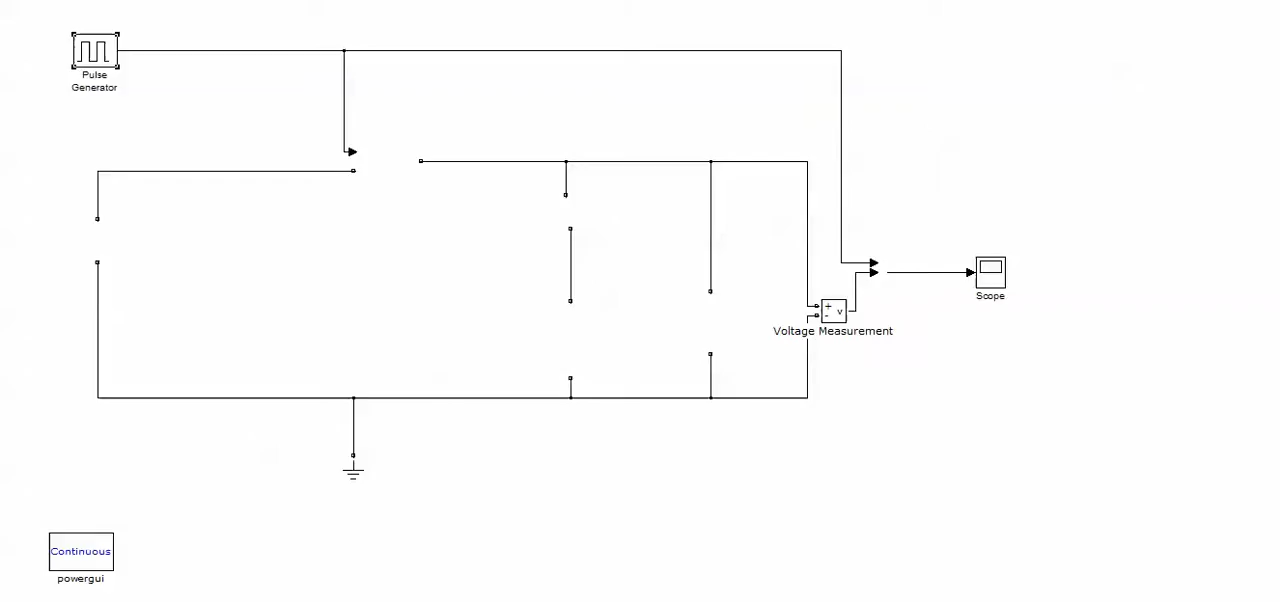 Pulse
Generator
+
v
-
Voltage Measurement
Scope
Continuous
powergui